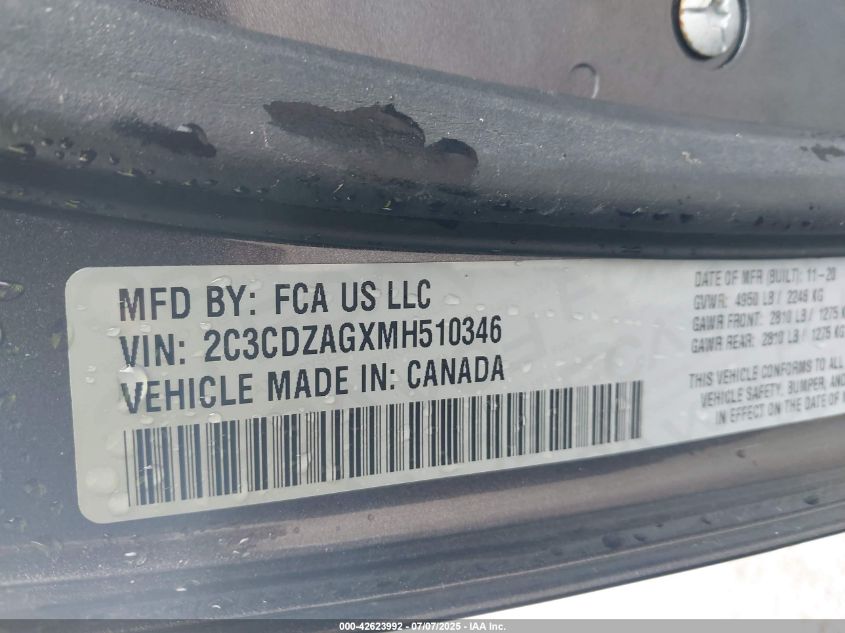 MFD BY: FCA US LLC
VIN: 2C3CDZAGXMH510346
VEHICLE MADE IN: CANADA
DATE OF MFR (BUILT): 11-20
GVWR: 4950 LB / 2246 KG
GAWR FRONT: 2810 LB / 1275 KG
GAWR REAR: 2810 LB / 1275 KG
THIS VEHICLE CONFORMS TO ALL
VEHICLE SAFETY, BUMPER, AND
IN EFFECT ON THE DATE OF
000-42623992 - 07/07/2025 - IAA Inc.